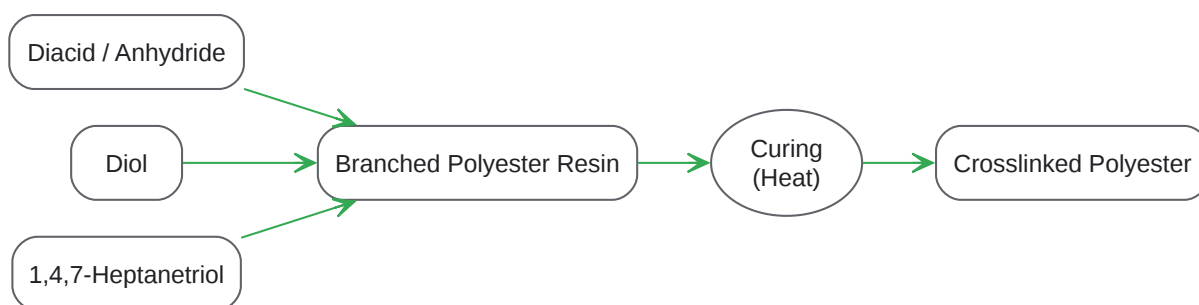 Diacid / Anhydride
Diol
1,4,7-Heptanetriol
Branched Polyester Resin
Curing
(Heat)
Crosslinked Polyester